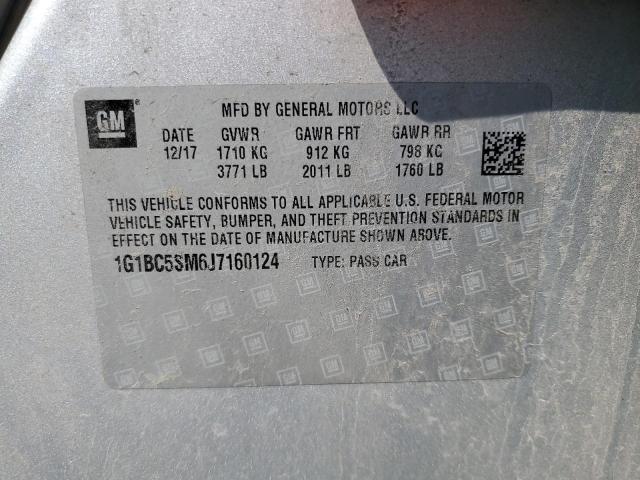 GM
MFD BY GENERAL MOTORS LLC
DATE GVWR GAWR FRT GAWR RR
12/17 1710 KG 912 KG 798 KG
3771 LB 2011 LB 1760 LB
THIS VEHICLE CONFORMS TO ALL APPLICABLE U.S. FEDERAL MOTOR
VEHICLE SAFETY, BUMPER, AND THEFT PREVENTION STANDARDS IN
EFFECT ON THE DATE OF MANUFACTURE SHOWN ABOVE.
1G1BC5SM6J7160124 TYPE: PASS CAR